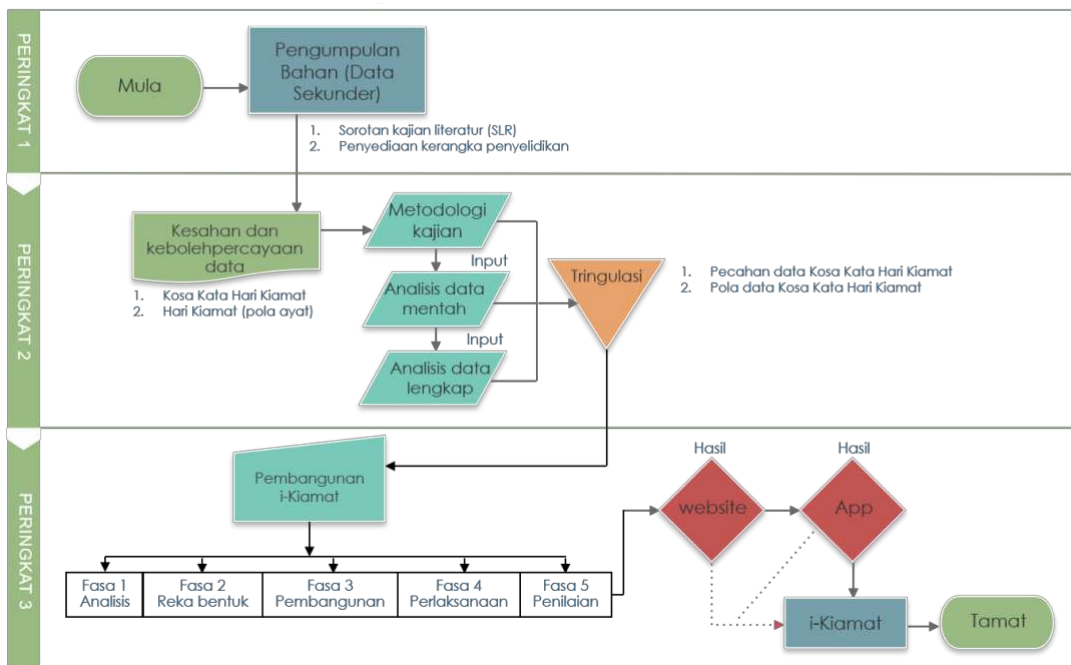 PERINGKAT 1
Mula
Pengumpulan
Bahan (Data
Sekunder)
1. Sorotan kajian literatur (SLR)
2. Penyediaan kerangka penyelidikan
PERINGKAT 2
Kesahan dan
kebolehpercayaan
data
1. Kosa Kata Hari Kiamat
2. Hari Kiamat (pola ayat)
Metodologi
kajian
Input
Analisis data
mentah
Input
Analisis data
lengkap
Tringulasi
1. Pecahan data Kosa Kata Hari Kiamat
2. Pola data Kosa Kata Hari Kiamat
PERINGKAT 3
Pembangunan
i-Kiamat
Fasa 1
Analisis
Fasa 2
Reka bentuk
Fasa 3
Pembangunan
Fasa 4
Perlaksanaan
Fasa 5
Penilaian
Hasil
website
Hasil
App
i-Kiamat
Tamat